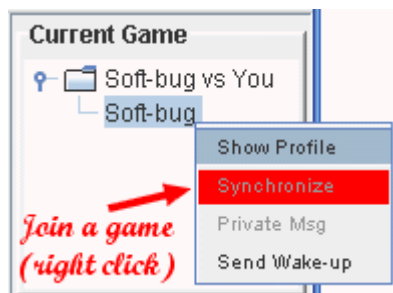 Current Game
Soft-bug vs You
Soft-bug
Show Profile
Synchronize
Private Msg
Send Wake-up
Join a game
(right click)